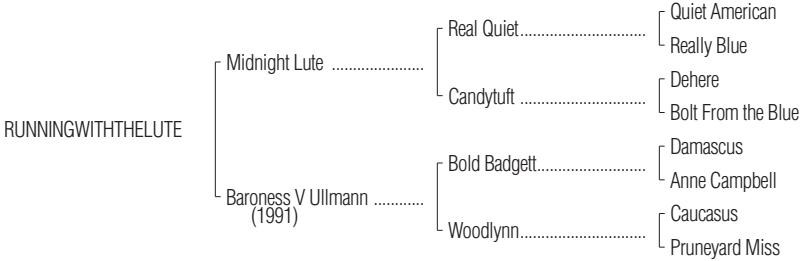 Quiet American
Real Quiet..............................
Really Blue
Midnight Lute ......................
Dehere
Candytuft ..............................
Bolt From the Blue
RUNNINGWITHTHELUTE
Damascus
Bold Badgett..........................
Anne Campbell
Baroness V Ullmann ............
(1991)
Caucasus
Woodlynn..............................
Pruneyard Miss